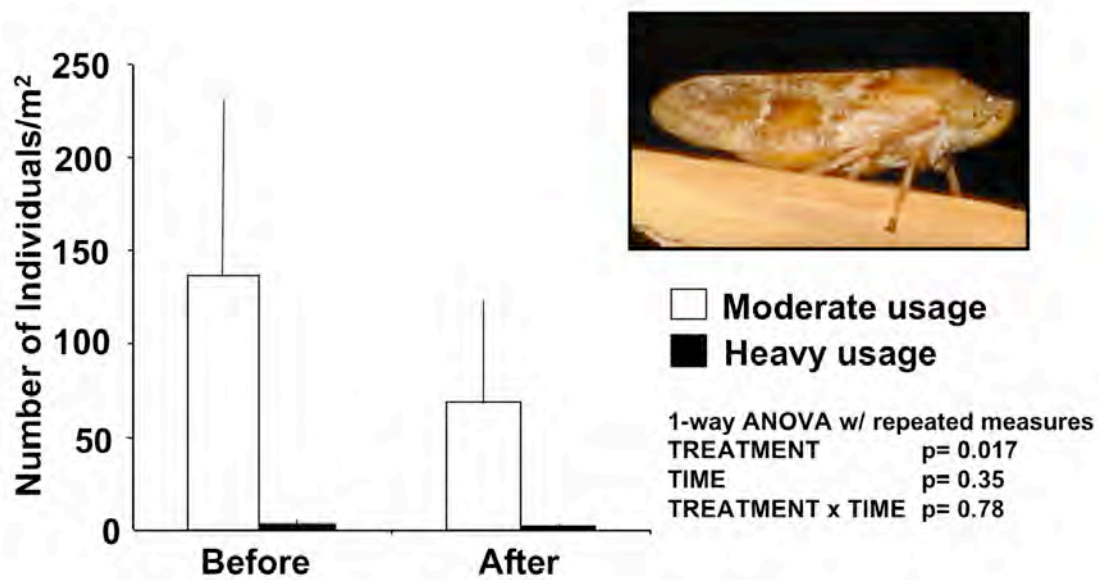 250
200
150
100
50
0
Number of Individuals/m²
Before
After
Moderate usage
Heavy usage
1-way ANOVA w/ repeated measures
TREATMENT p= 0.017
TIME p= 0.35
TREATMENT x TIME p= 0.78